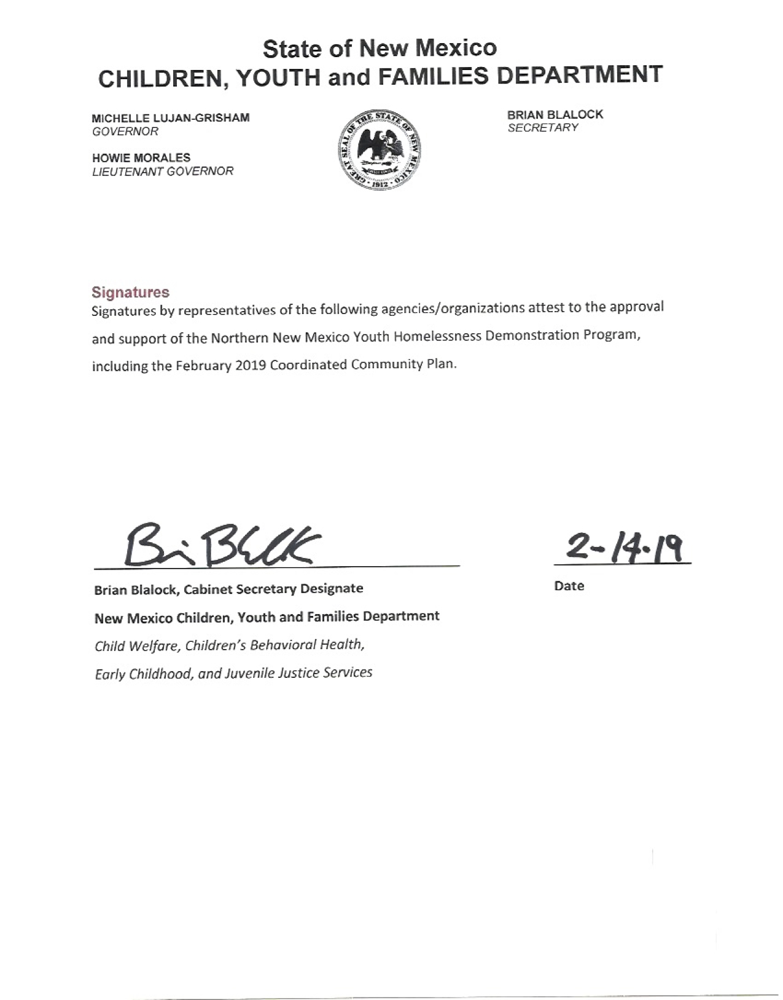 State of New Mexico
CHILDREN, YOUTH and FAMILIES DEPARTMENT
MICHELLE LUJAN-GRISHAM
GOVERNOR
HOWIE MORALES
LIEUTENANT GOVERNOR
GREAT SEAL OF THE STATE OF NEW MEXICO
· 1912 ·
BRIAN BLALOCK
SECRETARY
Signatures
Signatures by representatives of the following agencies/organizations attest to the approval
and support of the Northern New Mexico Youth Homelessness Demonstration Program,
including the February 2019 Coordinated Community Plan.
2-14-19
Brian Blalock, Cabinet Secretary Designate
Date
New Mexico Children, Youth and Families Department
Child Welfare, Children's Behavioral Health,
Early Childhood, and Juvenile Justice Services